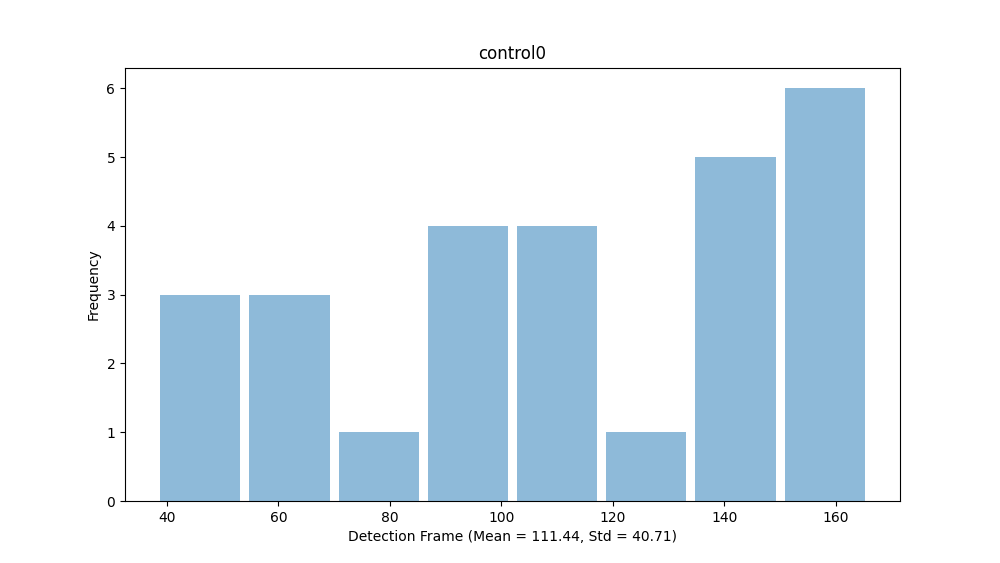 control0
Frequency
6
5
4
3
2
1
0
40 60 80 100 120 140 160
Detection Frame (Mean = 111.44, Std = 40.71)